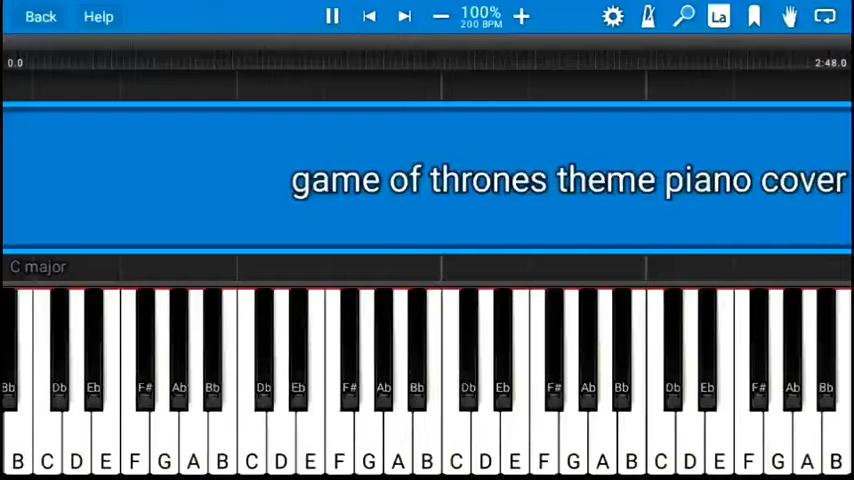 Back Help 100% La
200 BPM
0.0 2:48.0
game of thrones theme piano cover
C major
Bb Db Eb F# Ab Bb Db Eb F# Ab Bb Db Eb F# Ab Bb Db Eb F# Ab Bb
B C D E F G A B C D E F G A B C D E F G A B C D E F G A B